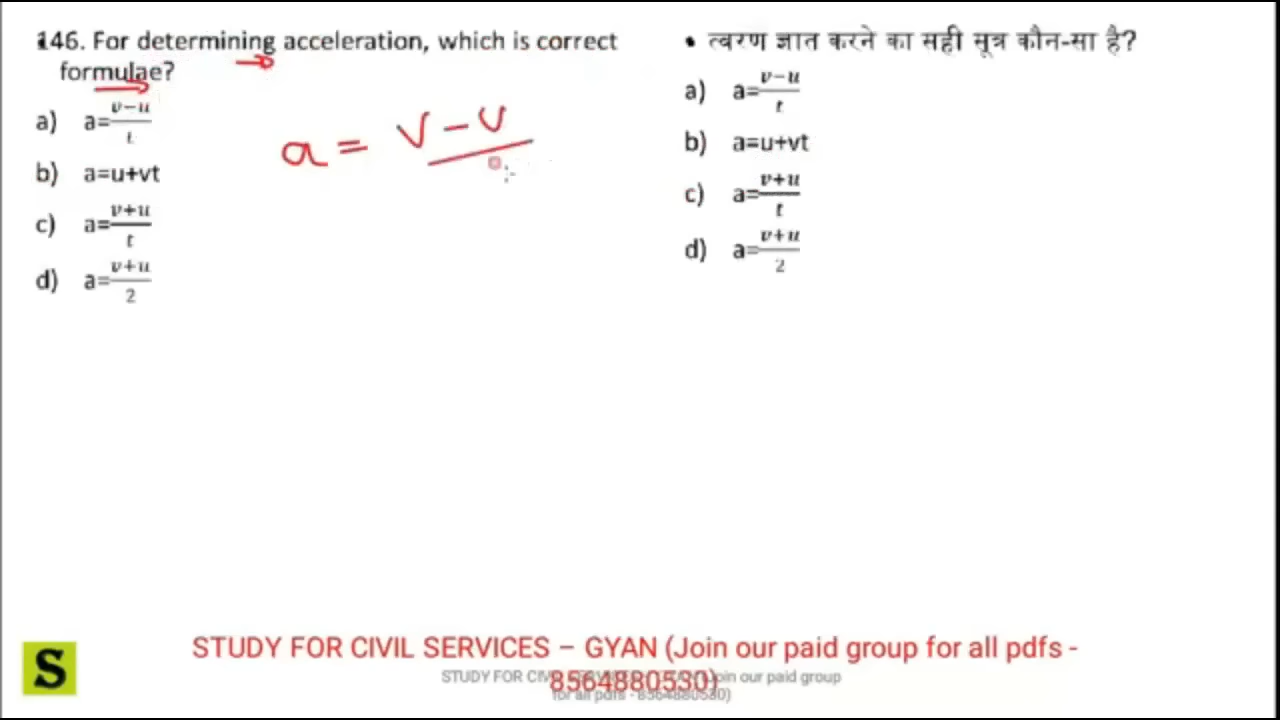 146. For determining acceleration, which is correct
formulae?
a) a=v−u/t
b) a=u+vt
c) a=v+u/t
d) a=v+u/2
a = v − u
• त्वरण ज्ञात करने का सही सूत्र कौन-सा है?
a) a=v−u/t
b) a=u+vt
c) a=v+u/t
d) a=v+u/2
STUDY FOR CIVIL SERVICES – GYAN (Join our paid group for all pdfs -
8564880530)
S